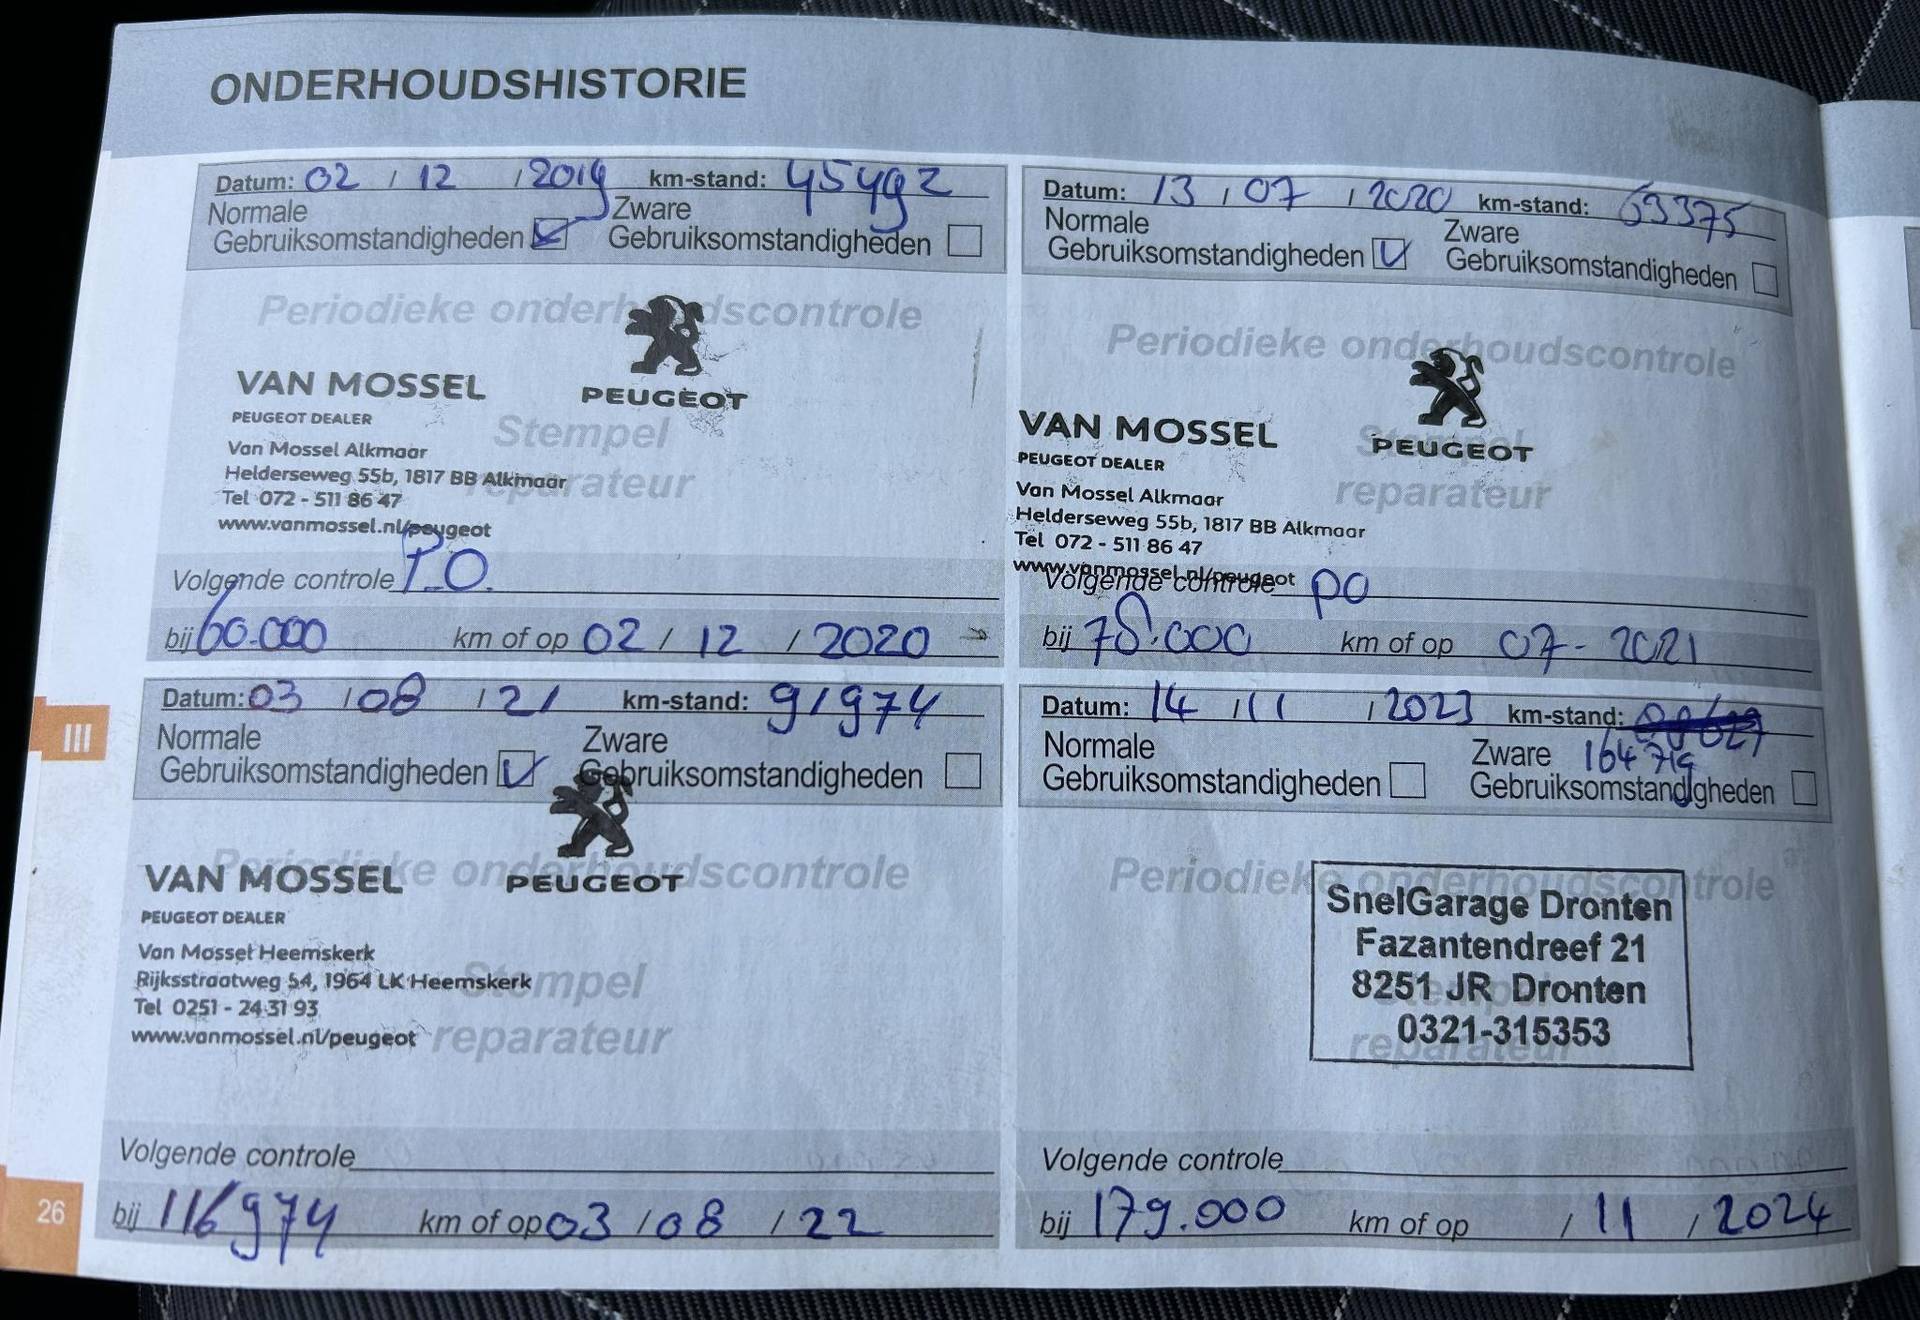 ONDERHOUDSHISTORIE
Datum: 02 / 12 / 2019 km-stand: 45492
Normale Zware
Gebruiksomstandigheden Gebruiksomstandigheden
Periodieke onderhoudscontrole
PEUGEOT
VAN MOSSEL
PEUGEOT DEALER
Stempel
reparateur
Van Mossel Alkmaar
Helderseweg 55b, 1817 BB Alkmaar
Tel 072 - 511 86 47
www.vanmossel.nl/peugeot
Volgende controle P.O.
bij 60.000 km of op 02 / 12 / 2020
Datum: 13 / 07 / 2020 km-stand: 69375
Normale Zware
Gebruiksomstandigheden Gebruiksomstandigheden
Periodieke onderhoudscontrole
PEUGEOT
VAN MOSSEL
PEUGEOT DEALER
Stempel
reparateur
Van Mossel Alkmaar
Helderseweg 55b, 1817 BB Alkmaar
Tel 072 - 511 86 47
www.vanmossel.nl/peugeot
Volgende controle PO
bij 78.000 km of op 07 - 2021
III
Datum: 03 / 08 / 21 km-stand: 91974
Normale Zware
Gebruiksomstandigheden Gebruiksomstandigheden
Periodieke onderhoudscontrole
VAN MOSSEL PEUGEOT
PEUGEOT DEALER
Van Mossel Heemskerk
Rijksstraatweg 54, 1964 LK Heemskerk
Tel 0251 - 24 31 93
www.vanmossel.nl/peugeot
Stempel
reparateur
Volgende controle
bij 116974 km of op 03 / 08 / 22
Datum: 14 / 11 / 2023 km-stand:
Normale Zware 164719
Gebruiksomstandigheden Gebruiksomstandigheden
Periodieke onderhoudscontrole
SnelGarage Dronten
Fazantendreef 21
8251 JR Dronten
0321-315353
reparateur
Volgende controle
bij 179.000 km of op / 11 / 2024
26